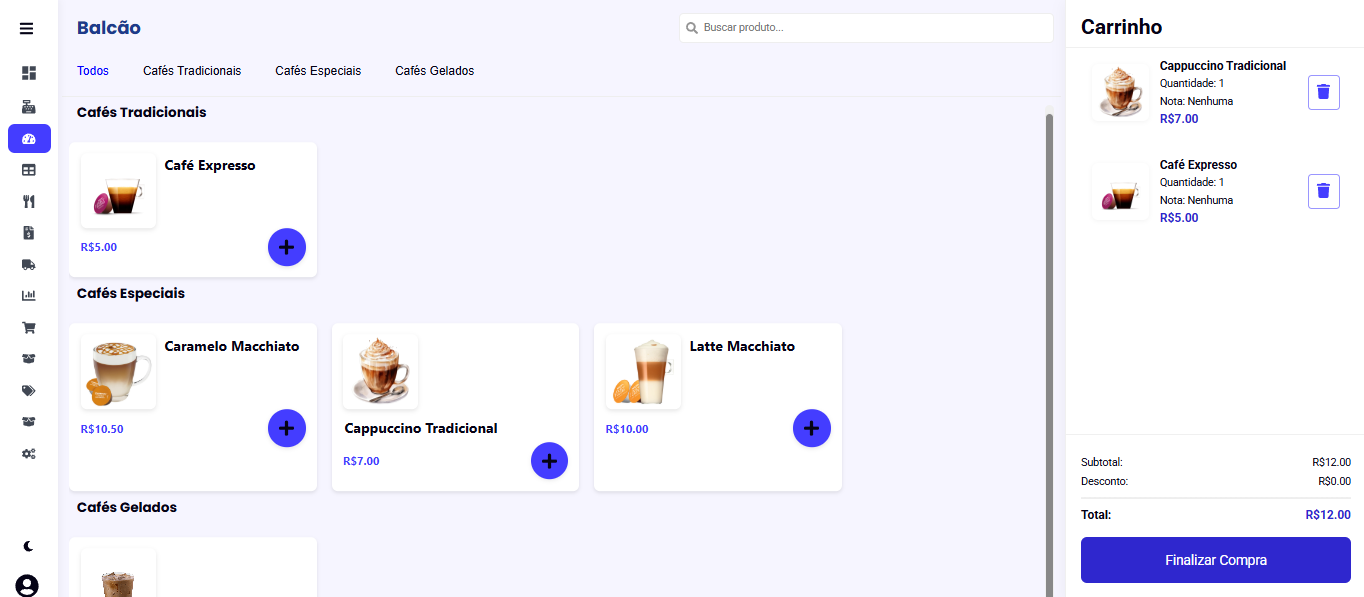 Balcão
Buscar produto...
Todos
Cafés Tradicionais
Cafés Especiais
Cafés Gelados
Cafés Tradicionais
Café Expresso
R$5.00
Cafés Especiais
Caramelo Macchiato
R$10.50
Cappuccino Tradicional
R$7.00
Latte Macchiato
R$10.00
Cafés Gelados
Carrinho
Cappuccino Tradicional
Quantidade: 1
Nota: Nenhuma
R$7.00
Café Expresso
Quantidade: 1
Nota: Nenhuma
R$5.00
Subtotal: R$12.00
Desconto: R$0.00
Total: R$12.00
Finalizar Compra